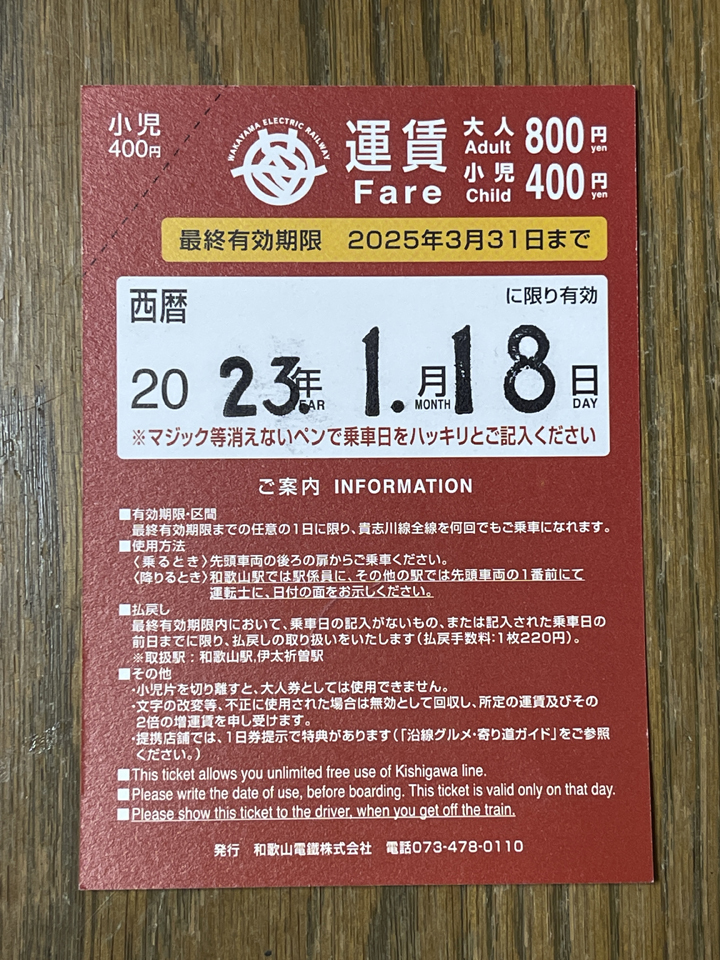 小児
400円
WAKAYAMA ELECTRIC RAILWAY
運賃
Fare
大人 800円
Adult yen
小児 400円
Child yen
最終有効期限 2025年3月31日まで
西暦
に限り有効
2023年1.月18日
YEAR MONTH DAY
※マジック等消えないペンで乗車日をハッキリとご記入ください
ご案内 INFORMATION
■有効期限・区間
最終有効期限までの任意の1日に限り、貴志川線全線を何回でもご乗車になれます。
■使用方法
〈乗るとき〉先頭車両の後ろの扉からご乗車ください。
〈降りるとき〉和歌山駅では駅係員に、その他の駅では先頭車両の1番前にて
運転士に、日付の面をお示しください。
■払戻し
最終有効期限内において、乗車日の記入がないもの、または記入された乗車日の
前日までに限り、払戻しの取り扱いをいたします(払戻手数料:1枚220円)。
※取扱駅:和歌山駅,伊太祈曽駅
■その他
・小児片を切り離すと、大人券としては使用できません。
・文字の改変等、不正に使用された場合は無効として回収し、所定の運賃及びその
2倍の増運賃を申し受けます。
・提携店舗では、1日券提示で特典があります(「沿線グルメ・寄り道ガイド」をご参照
ください。)
■This ticket allows you unlimited free use of Kishigawa line.
■Please write the date of use, before boarding. This ticket is valid only on that day.
■Please show this ticket to the driver, when you get off the train.
発行 和歌山電鐵株式会社 電話073-478-0110